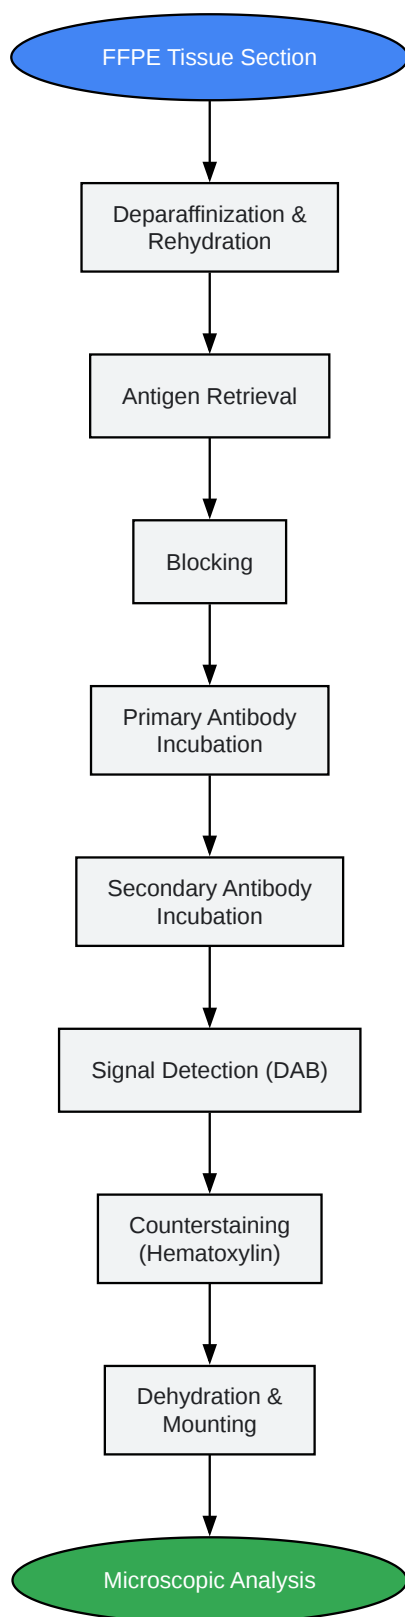 FFPE Tissue Section
Deparaffinization &
Rehydration
Antigen Retrieval
Blocking
Primary Antibody
Incubation
Secondary Antibody
Incubation
Signal Detection (DAB)
Counterstaining
(Hematoxylin)
Dehydration &
Mounting
Microscopic Analysis